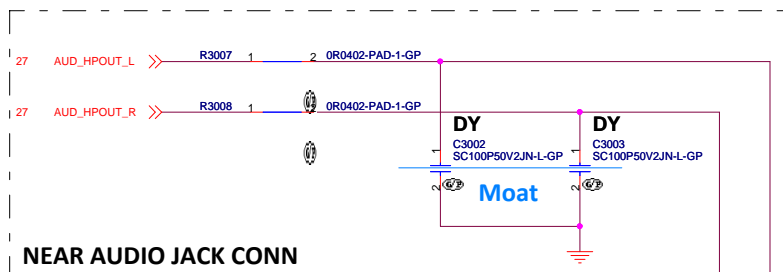 27 AUD_HPOUT_L R3007 1 2 0R0402-PAD-1-GP
27 AUD_HPOUT_R R3008 1 0R0402-PAD-1-GP
DY DY
C3002 C3003
1 SC100P50V2JN-L-GP 1 SC100P50V2JN-L-GP
2 2
Moat
NEAR AUDIO JACK CONN